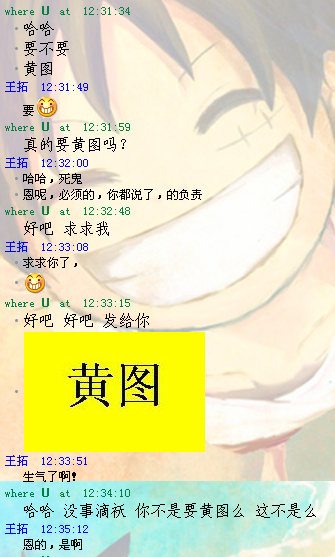 where U at 12:31:34
哈哈
要不要
黄图
王拓 12:31:49
要
where U at 12:31:59
真的要黄图吗?
王拓 12:32:00
哈哈,死鬼
恩呢,必须的,你都说了,的负责
where U at 12:32:48
好吧 求求我
王拓 12:33:08
求求你了,
where U at 12:33:15
好吧 好吧 发给你
黄图
王拓 12:33:51
生气了啊!
where U at 12:34:10
哈哈 没事滴祆 你不是要黄图么 这不是么
王拓 12:35:12
恩的,是啊